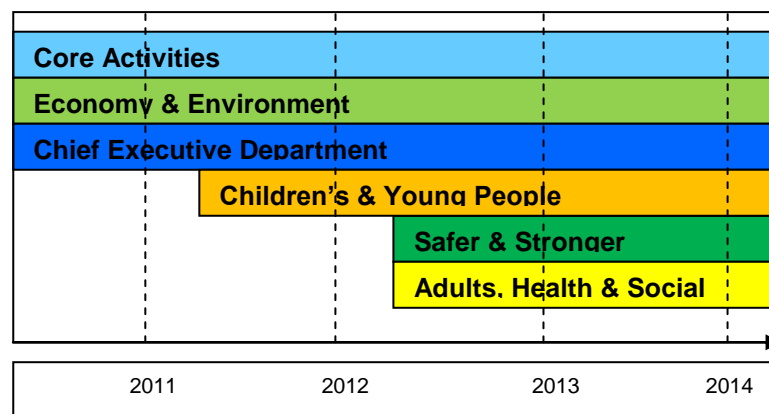 Core Activities
Economy & Environment
Chief Executive Department
Children's & Young People
Safer & Stronger
Adults, Health & Social
2011 2012 2013 2014